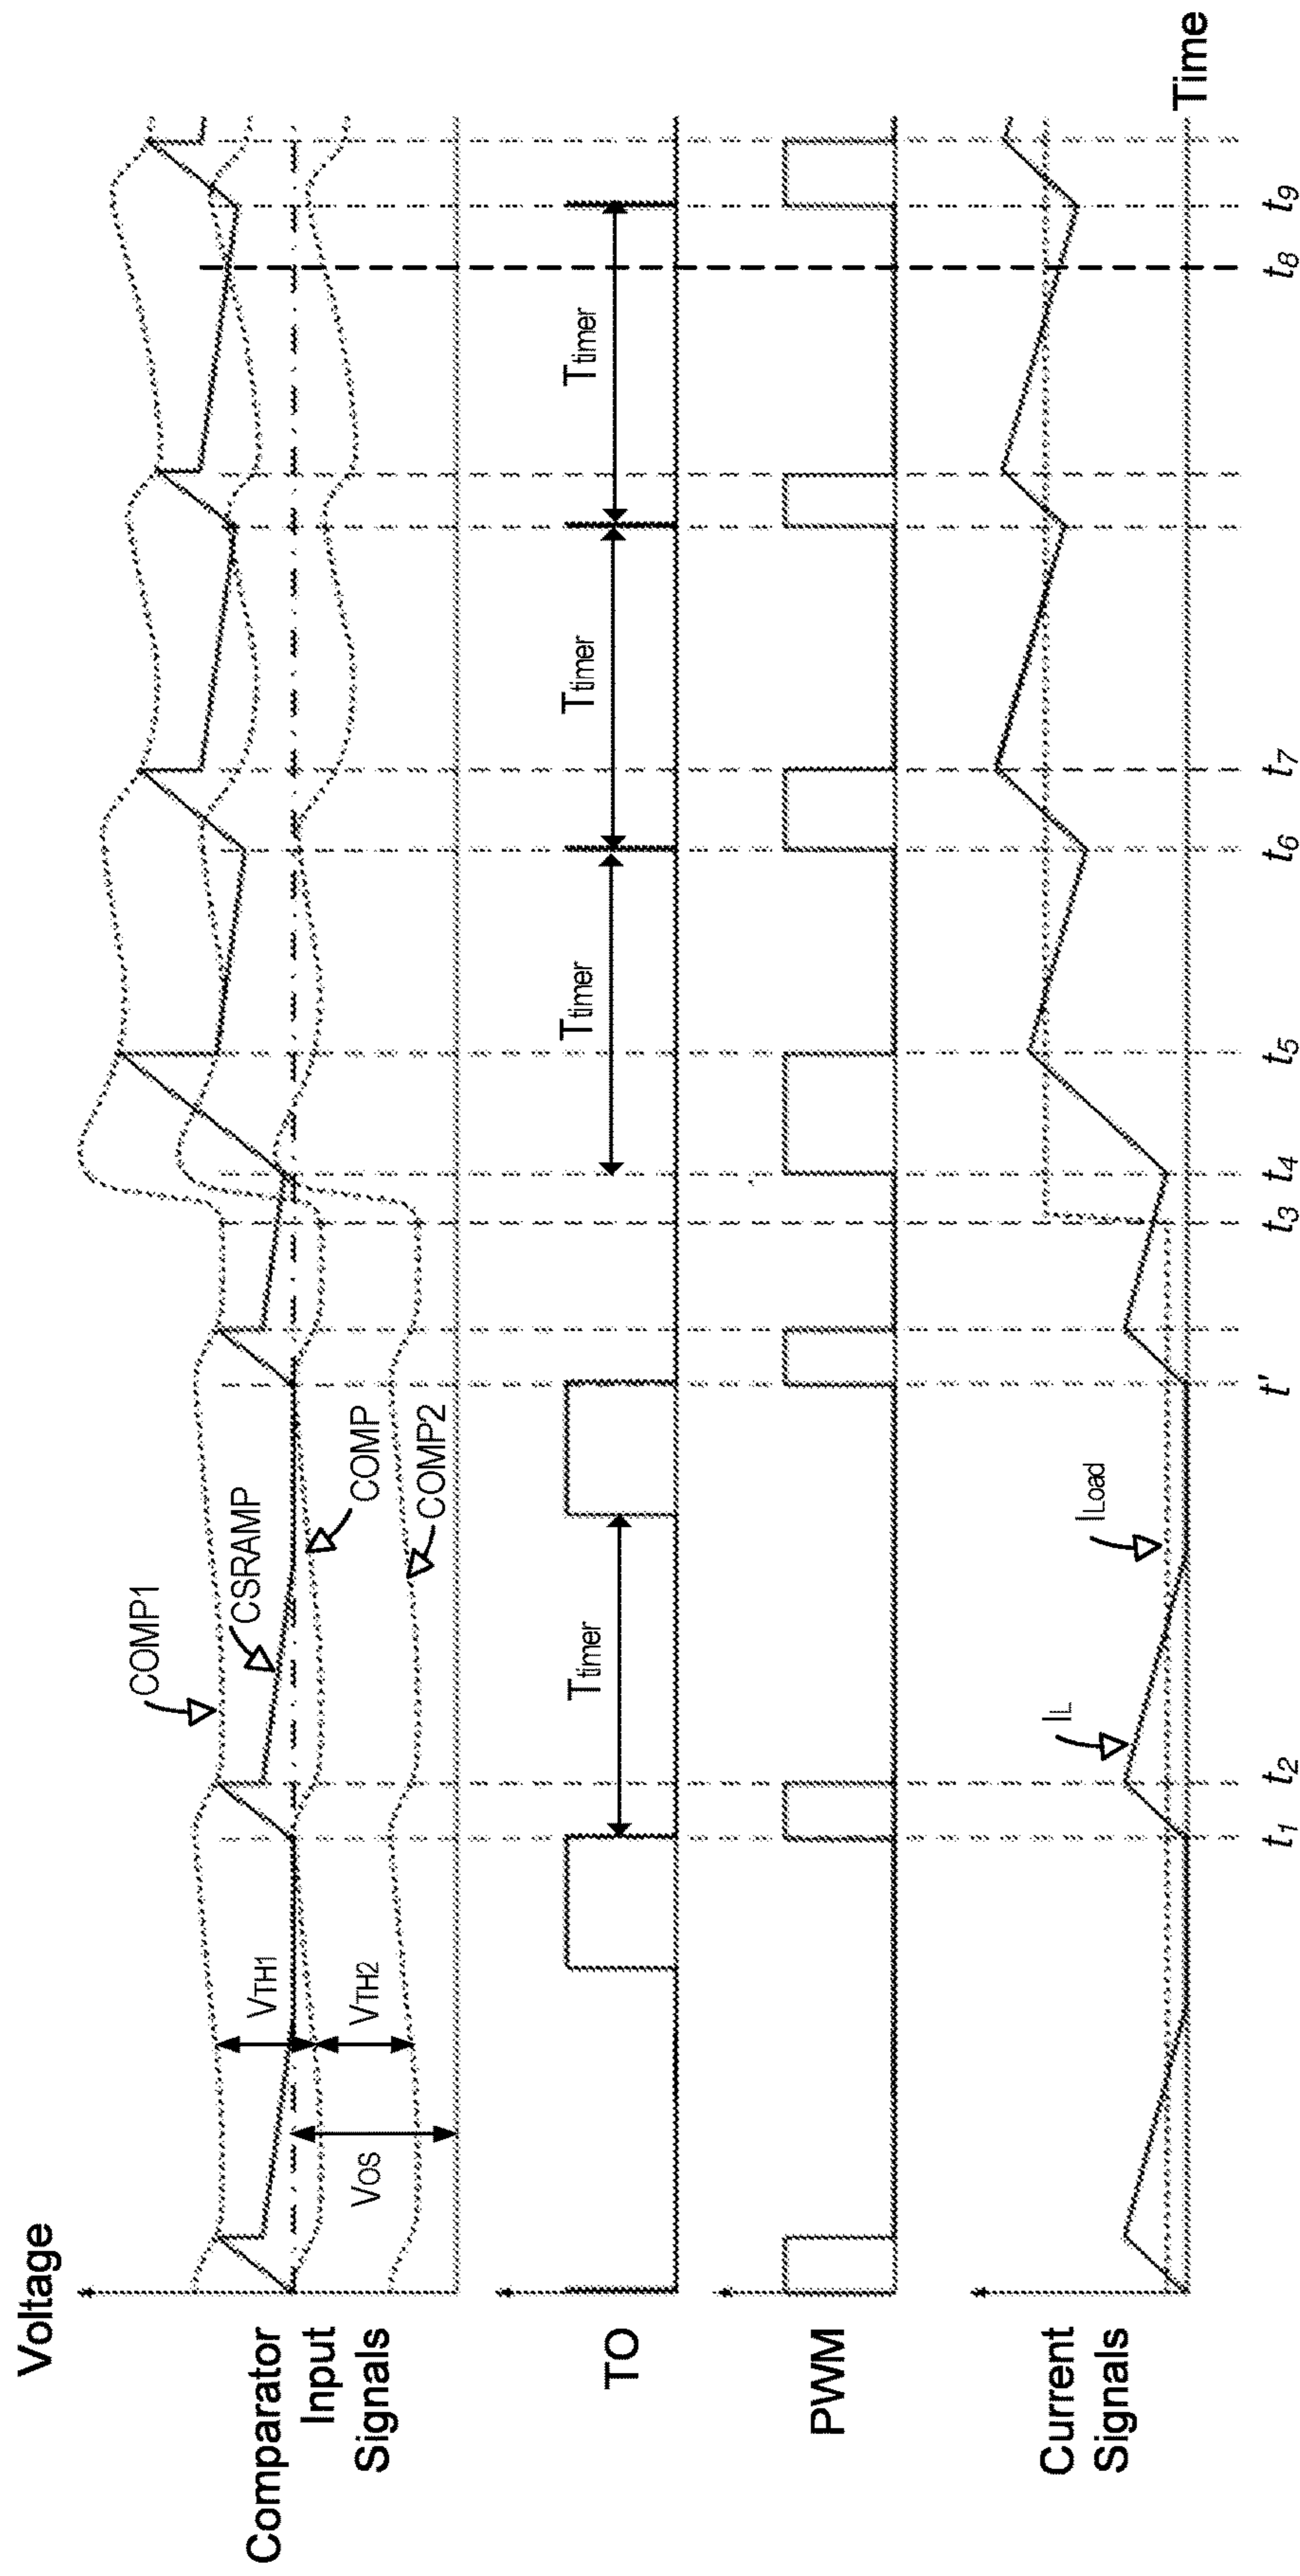 Voltage
Comparator
Input
Signals
VOS
VTH1
VTH2
COMP1
CSRAMP
COMP
COMP2
TO
Ttimer
Ttimer
Ttimer
Ttimer
PWM
Current
Signals
IL
ILoad
Time
t1
t2
t'
t3
t4
t5
t6
t7
t8
t9